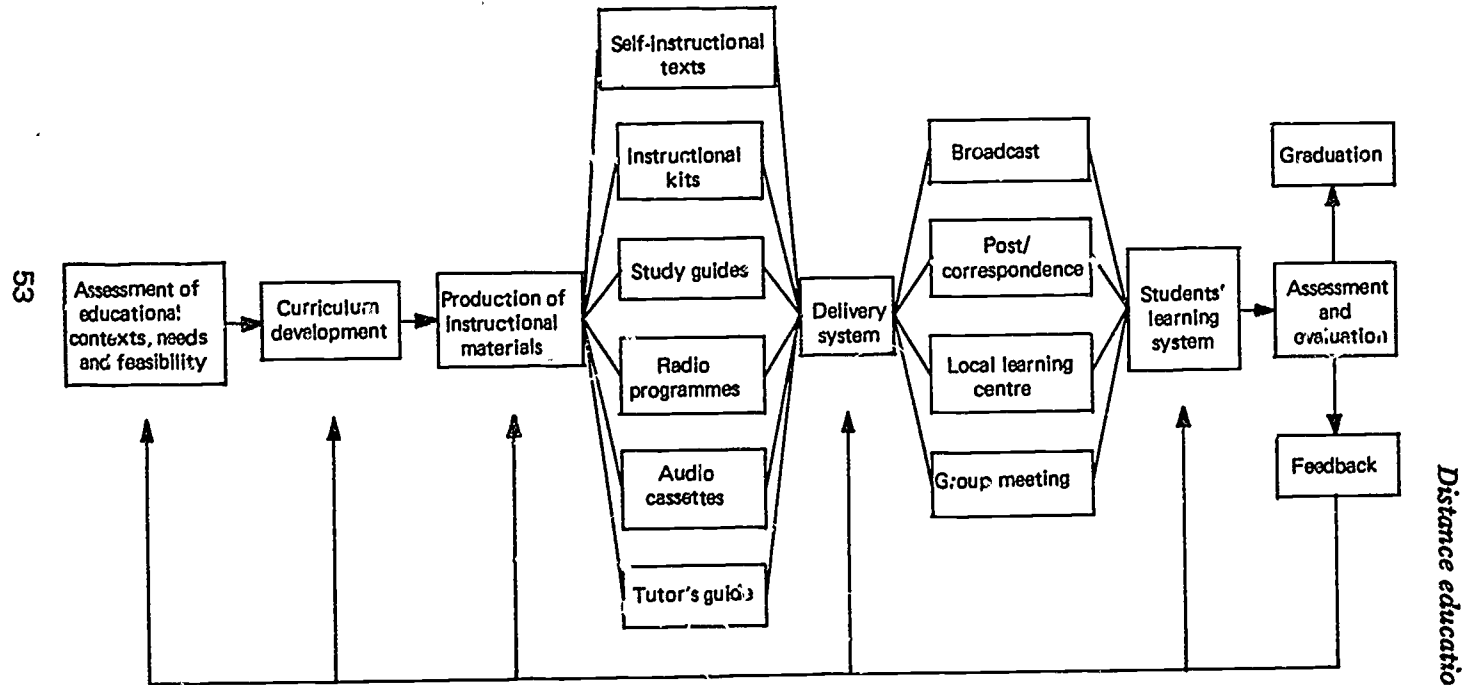 Self-instructional
texts
Instructional
kits
Study guides
Radio
programmes
Audio
cassettes
Tutor's guide
Broadcast
Post/
correspondence
Local learning
centre
Group meeting
Graduation
Assessment of
educational
contexts, needs
and feasibility
Curriculum
development
Production of
instructional
materials
Delivery
system
Students'
learning
system
Assessment
and
evaluation
Feedback
53
Distance educatio